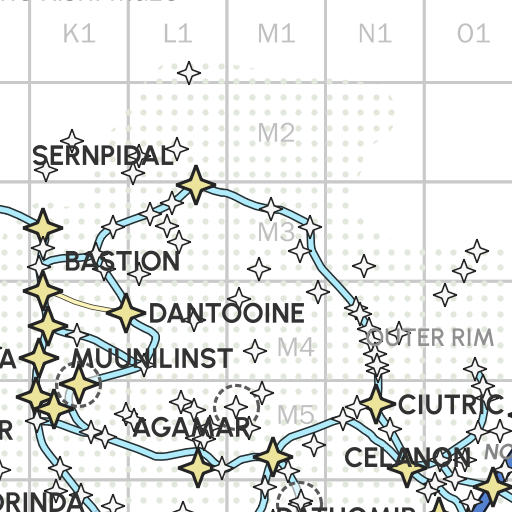 K1 L1 M1 N1 O1
M2
SERNPIDAL
M3
BASTION
DANTOOINE
OUTER RIM
M4
MUUNILINST
CIUTRIC
M5
AGAMAR
CELANON